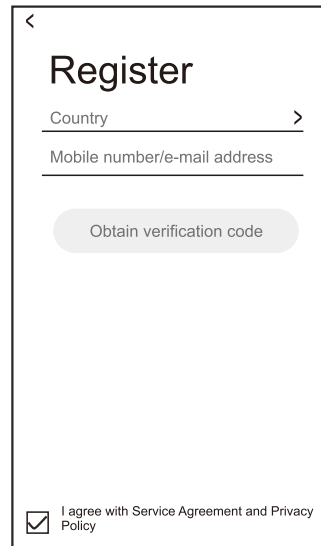 Register
Country
Mobile number/e-mail address
Obtain verification code
I agree with Service Agreement and Privacy
Policy